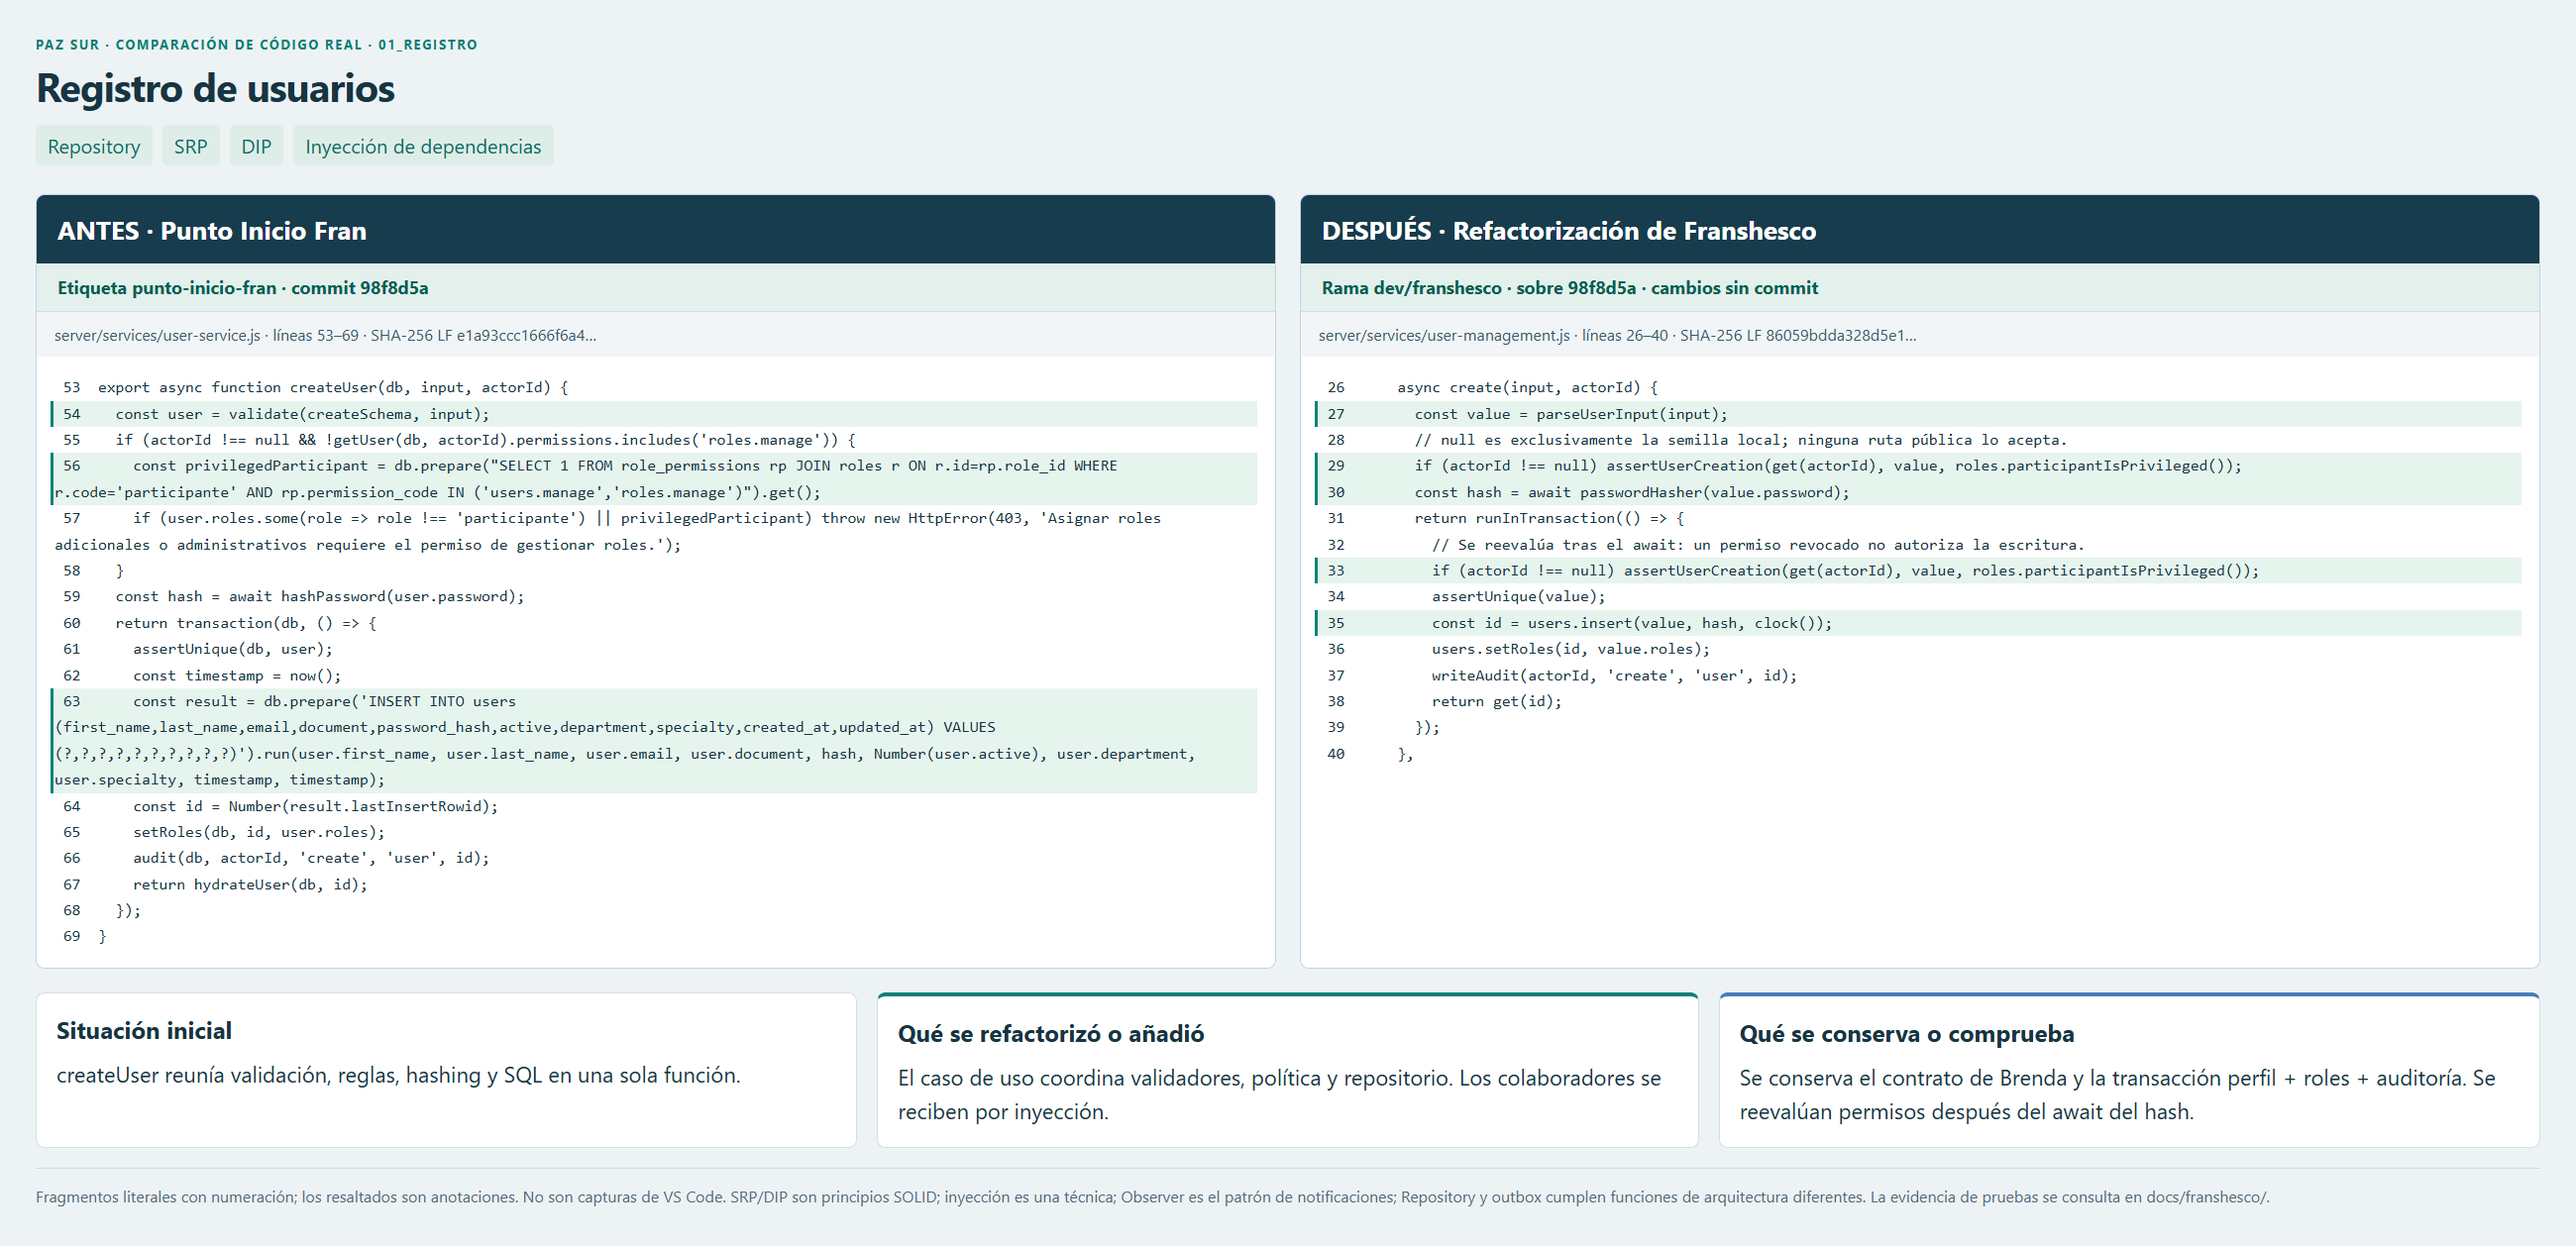 PAZ SUR · COMPARACIÓN DE CÓDIGO REAL · 01_REGISTRO
Registro de usuarios
Repository SRP DIP Inyección de dependencias
ANTES · Punto Inicio Fran
Etiqueta punto-inicio-fran · commit 98f8d5a
server/services/user-service.js · líneas 53–69 · SHA-256 LF e1a93ccc1666f6a4…
53 export async function createUser(db, input, actorId) {
54 const user = validate(createSchema, input);
55 if (actorId !== null && !getUser(db, actorId).permissions.includes('roles.manage')) {
56 const privilegedParticipant = db.prepare("SELECT 1 FROM role_permissions rp JOIN roles r ON r.id=rp.role_id WHERE
r.code='participante' AND rp.permission_code IN ('users.manage','roles.manage')").get();
57 if (user.roles.some(role => role !== 'participante') || privilegedParticipant) throw new HttpError(403, 'Asignar roles
adicionales o administrativos requiere el permiso de gestionar roles.');
58 }
59 const hash = await hashPassword(user.password);
60 return transaction(db, () => {
61 assertUnique(db, user);
62 const timestamp = now();
63 const result = db.prepare('INSERT INTO users
(first_name,last_name,email,document,password_hash,active,department,specialty,created_at,updated_at) VALUES
(?,?,?,?,?,?,?,?,?,?)').run(user.first_name, user.last_name, user.email, user.document, hash, Number(user.active), user.department,
user.specialty, timestamp, timestamp);
64 const id = Number(result.lastInsertRowid);
65 setRoles(db, id, user.roles);
66 audit(db, actorId, 'create', 'user', id);
67 return hydrateUser(db, id);
68 });
69 }
DESPUÉS · Refactorización de Franshesco
Rama dev/franshesco · sobre 98f8d5a · cambios sin commit
server/services/user-management.js · líneas 26–40 · SHA-256 LF 86059bdda328d5e1…
26 async create(input, actorId) {
27 const value = parseUserInput(input);
28 // null es exclusivamente la semilla local; ninguna ruta pública lo acepta.
29 if (actorId !== null) assertUserCreation(get(actorId), value, roles.participantIsPrivileged());
30 const hash = await passwordHasher(value.password);
31 return runInTransaction(() => {
32 // Se reevalúa tras el await: un permiso revocado no autoriza la escritura.
33 if (actorId !== null) assertUserCreation(get(actorId), value, roles.participantIsPrivileged());
34 assertUnique(value);
35 const id = users.insert(value, hash, clock());
36 users.setRoles(id, value.roles);
37 writeAudit(actorId, 'create', 'user', id);
38 return get(id);
39 });
40 },
Situación inicial
createUser reunía validación, reglas, hashing y SQL en una sola función.
Qué se refactorizó o añadió
El caso de uso coordina validadores, política y repositorio. Los colaboradores se
reciben por inyección.
Qué se conserva o comprueba
Se conserva el contrato de Brenda y la transacción perfil + roles + auditoría. Se
reevalúan permisos después del await del hash.
Fragmentos literales con numeración; los resaltados son anotaciones. No son capturas de VS Code. SRP/DIP son principios SOLID; inyección es una técnica; Observer es el patrón de notificaciones; Repository y outbox cumplen funciones de arquitectura diferentes. La evidencia de pruebas se consulta en docs/franshesco/.